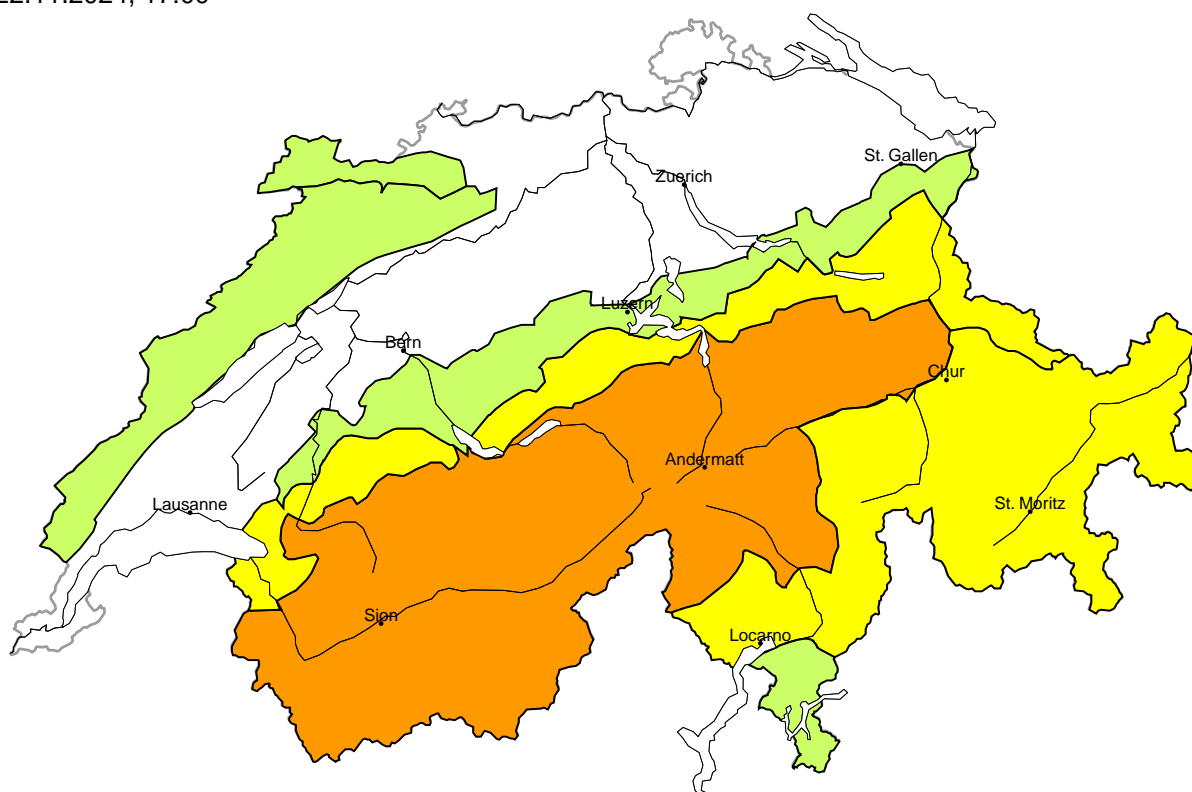 St. Gallen
Zuerich
Luzern
Bern
Chur
Andermatt
Lausanne
St. Moritz
Sion
Locarno